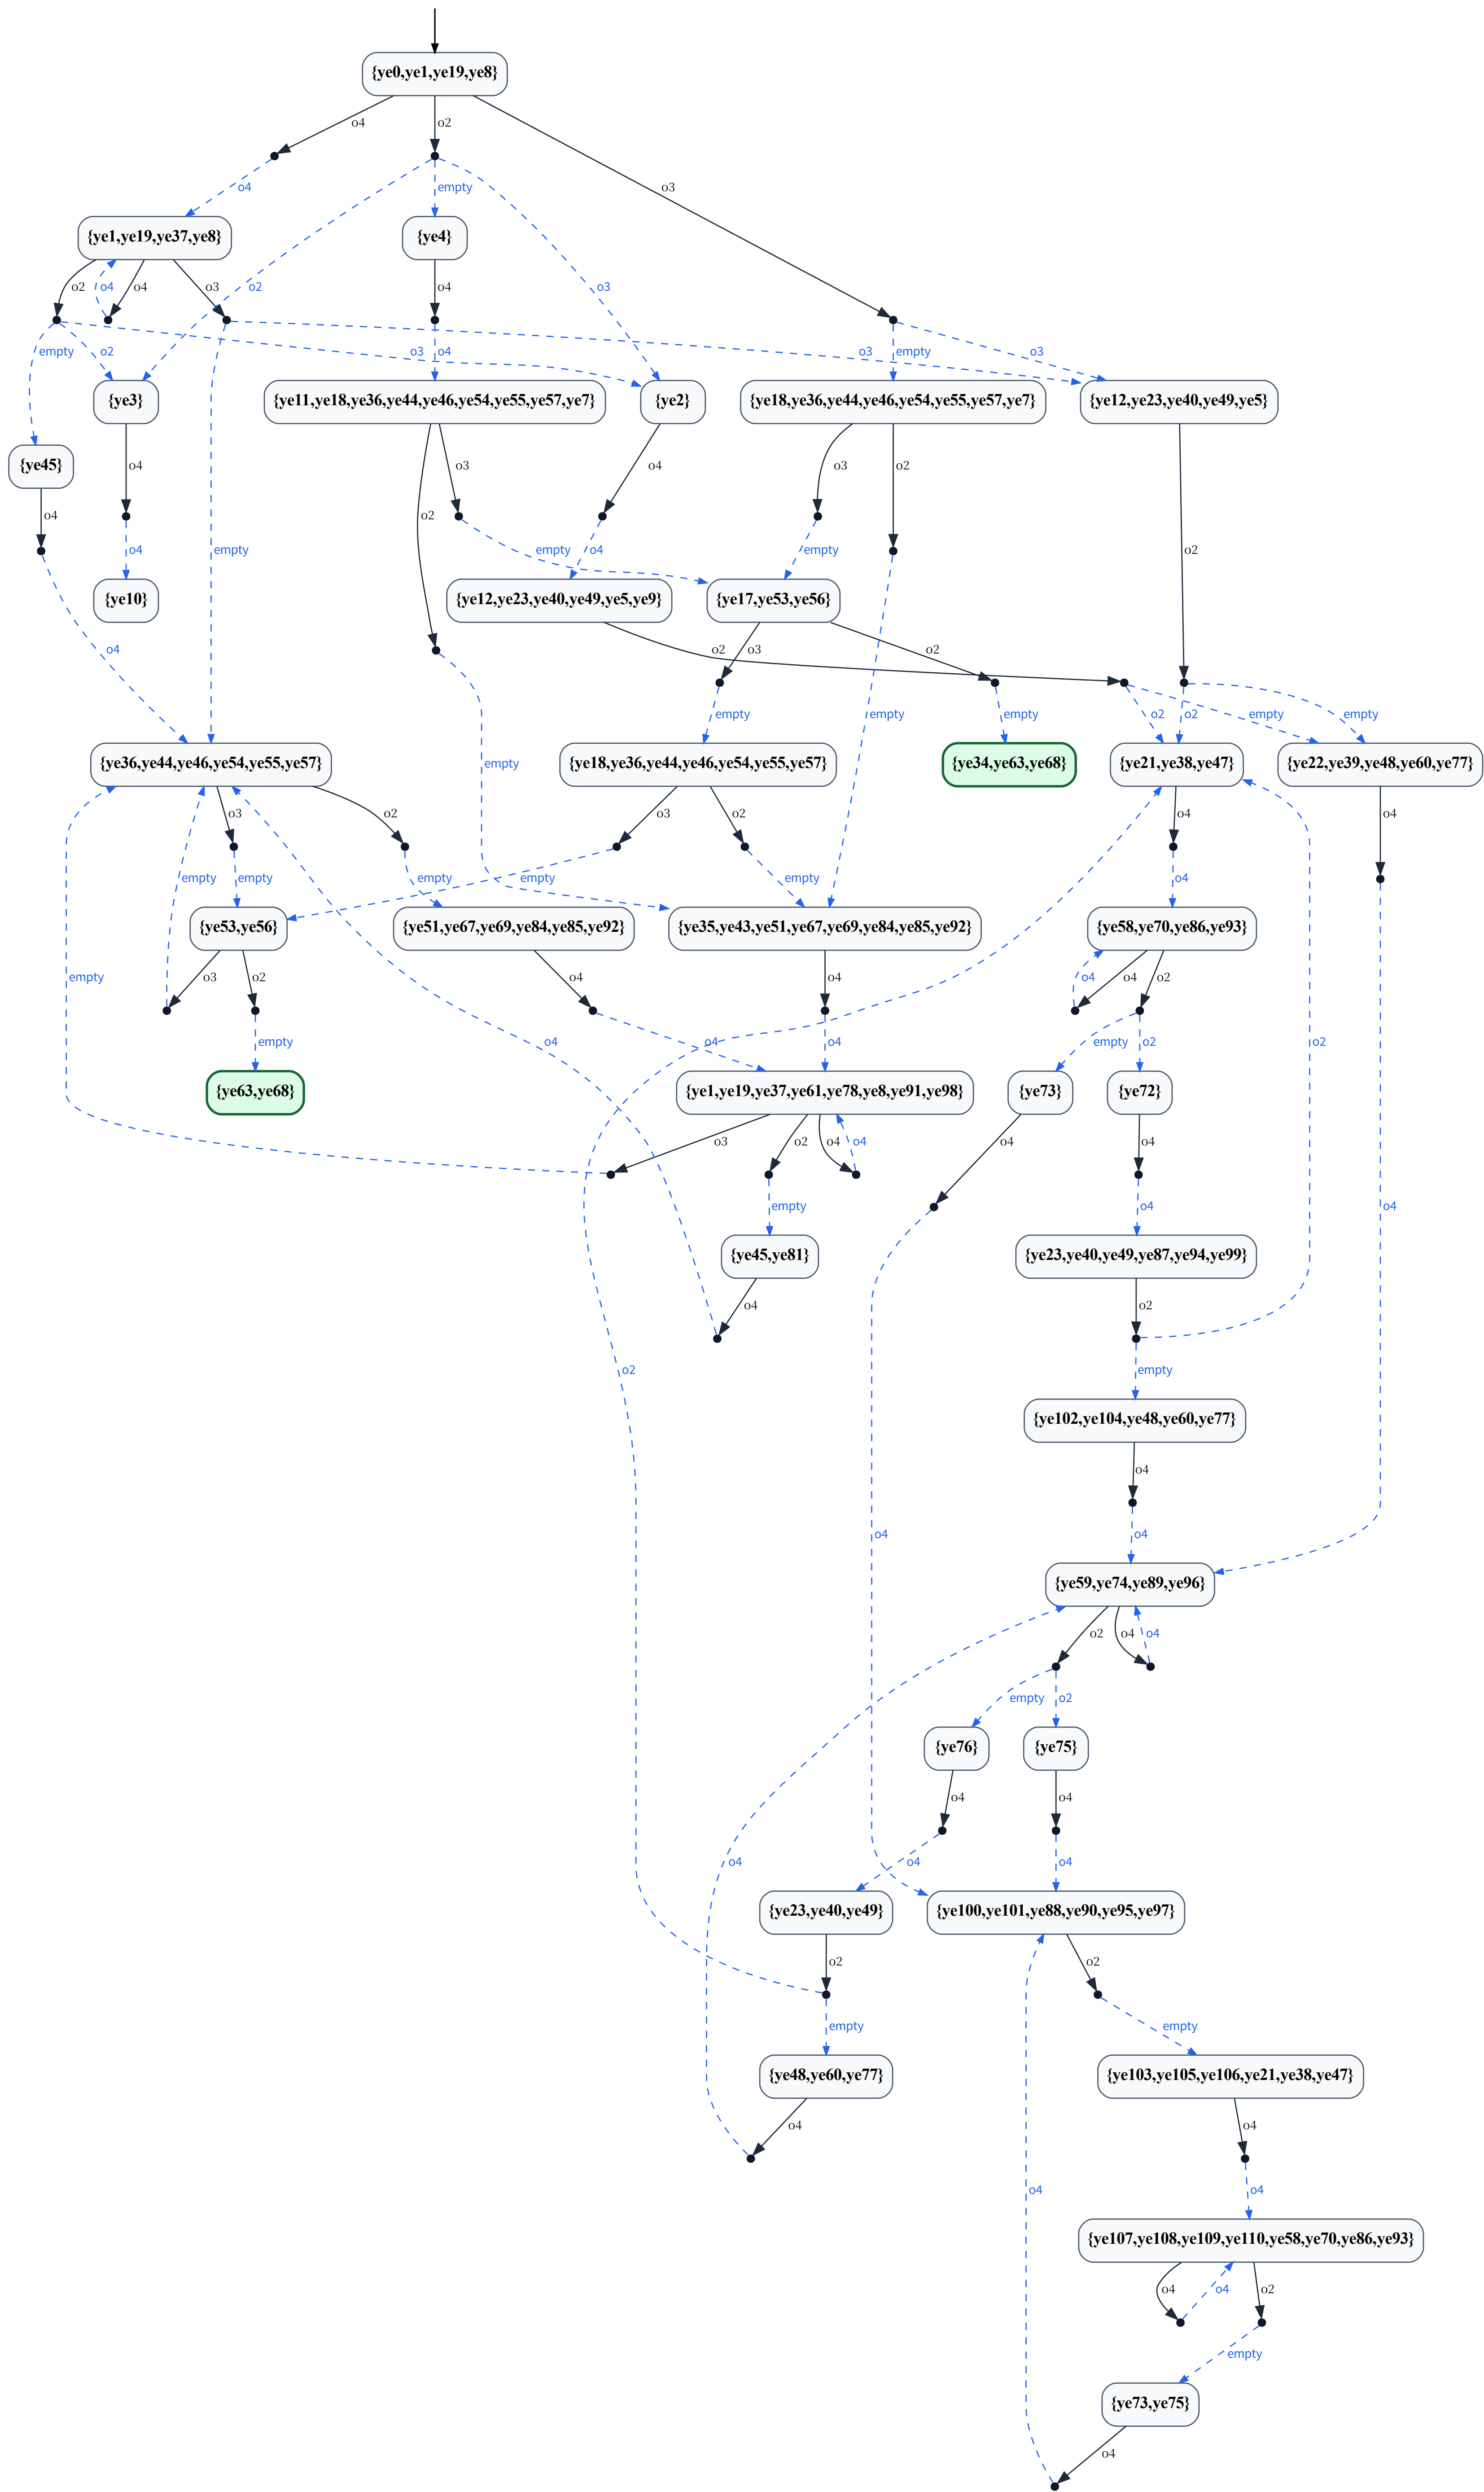 {ye0,ye1,ye19,ye8}
o4 o2 o3
o4 empty o2 o3
{ye1,ye19,ye37,ye8} {ye4}
o2 o4 o4 o3 o4
empty o2 o3 o4 o3 empty o3
{ye3} {ye11,ye18,ye36,ye44,ye46,ye54,ye55,ye57,ye7} {ye2} {ye18,ye36,ye44,ye46,ye54,ye55,ye57,ye7} {ye12,ye23,ye40,ye49,ye5}
{ye45} o4 o3 o4 o3 o2
o4 o2
o4 empty empty o4 empty o2
{ye10} {ye12,ye23,ye40,ye49,ye5,ye9} {ye17,ye53,ye56}
o4 o2 o3 o2
empty empty empty o2 o2 empty empty
{ye36,ye44,ye46,ye54,ye55,ye57} empty {ye18,ye36,ye44,ye46,ye54,ye55,ye57} {ye34,ye63,ye68} {ye21,ye38,ye47} {ye22,ye39,ye48,ye60,ye77}
o3 o2 o3 o2 o4 o4
empty empty empty empty empty o4
{ye53,ye56} {ye51,ye67,ye69,ye84,ye85,ye92} {ye35,ye43,ye51,ye67,ye69,ye84,ye85,ye92} {ye58,ye70,ye86,ye93}
empty o3 o2 o4 o4 o4 o4 o2
empty o4 o4 o4 empty o2 o2
{ye63,ye68} {ye1,ye19,ye37,ye61,ye78,ye8,ye91,ye98} {ye73} {ye72}
o3 o2 o4 o4 o4 o4
empty o4 o4
{ye45,ye81} {ye23,ye40,ye49,ye87,ye94,ye99}
o4 o2
o2 empty
{ye102,ye104,ye48,ye60,ye77}
o4
o4 o4
{ye59,ye74,ye89,ye96}
o2 o4 o4
empty o2
{ye76} {ye75}
o4 o4
o4 o4 o4
{ye23,ye40,ye49} {ye100,ye101,ye88,ye90,ye95,ye97}
o2 o2
empty empty
{ye48,ye60,ye77} {ye103,ye105,ye106,ye21,ye38,ye47}
o4 o4
o4 o4
{ye107,ye108,ye109,ye110,ye58,ye70,ye86,ye93}
o4 o4 o2
empty
{ye73,ye75}
o4